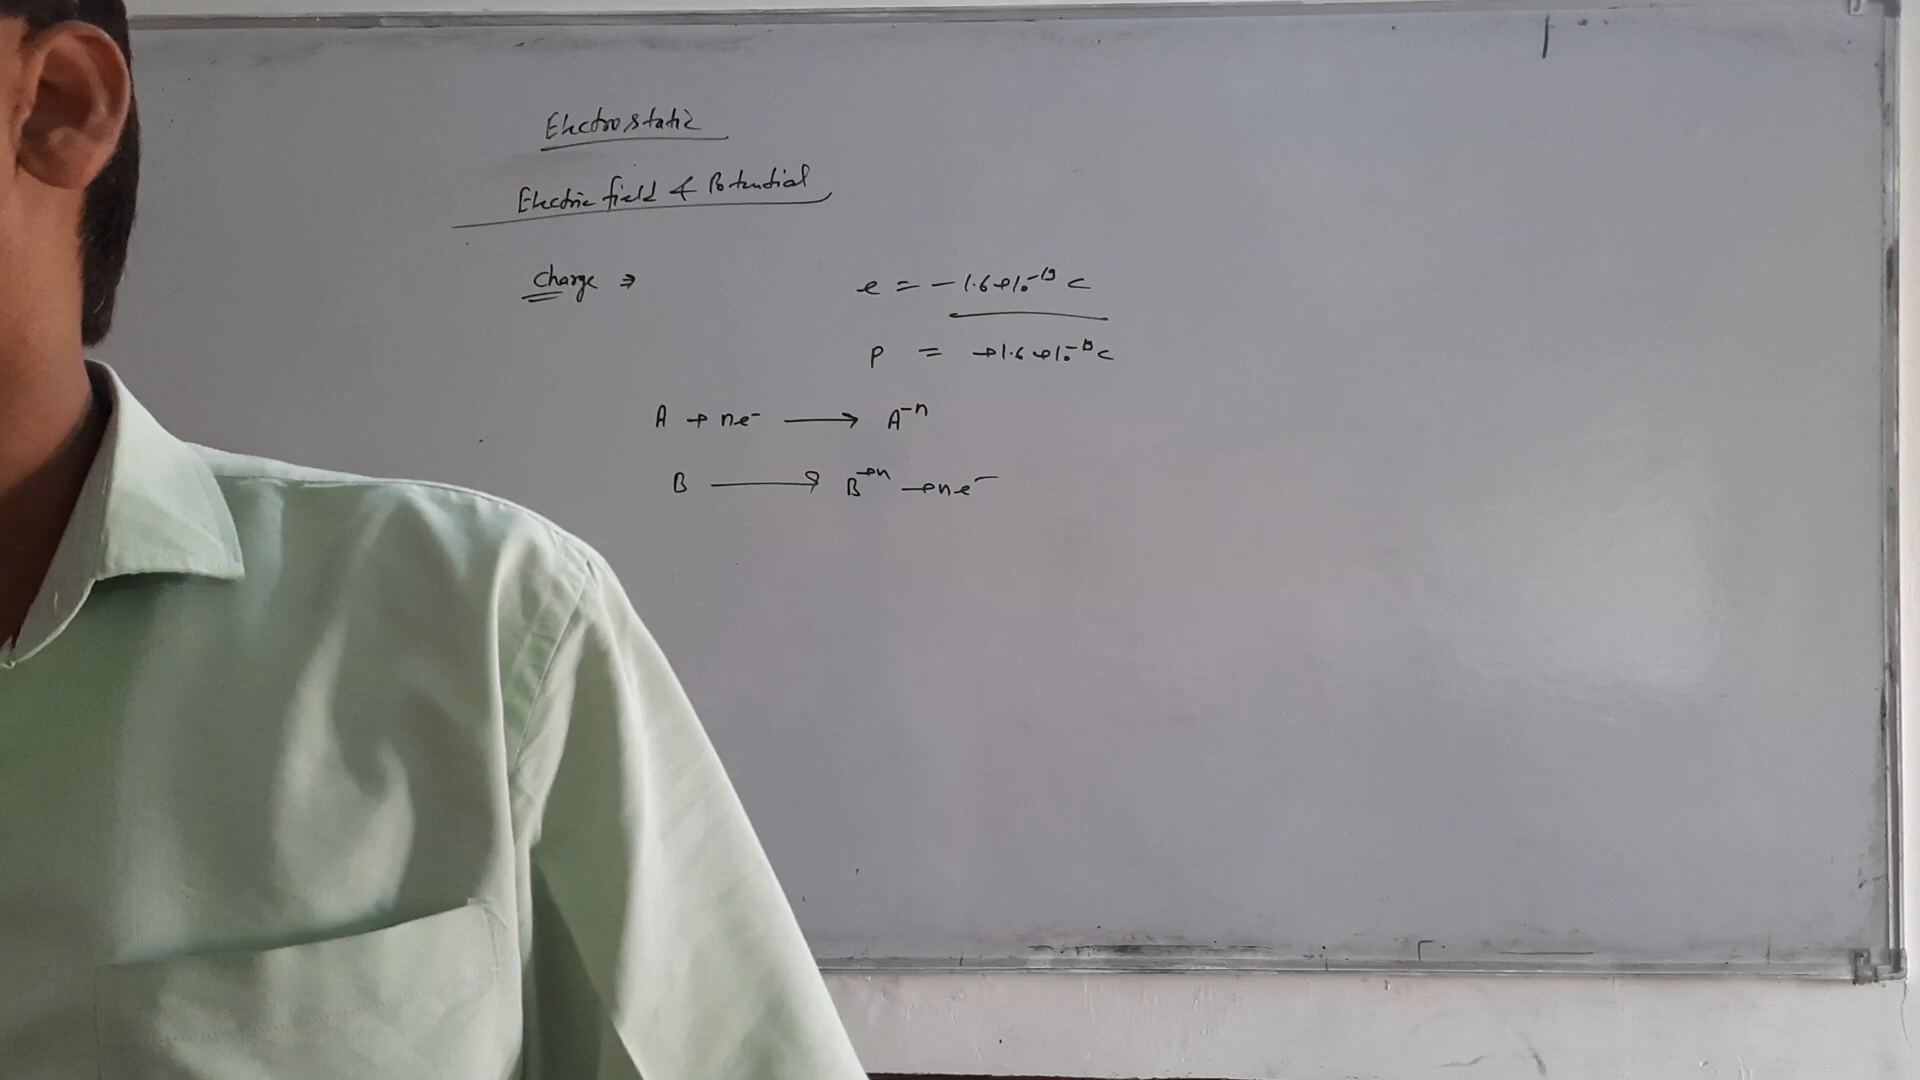 Electrostatic
Electric field & Potential
Charge ⇒
e = - 1.6 + 10⁻¹⁹ C
P = +1.6 + 10⁻¹⁹ C
A + ne⁻ ⟶ A⁻ⁿ
B ⟶ B⁺ⁿ + ne⁻